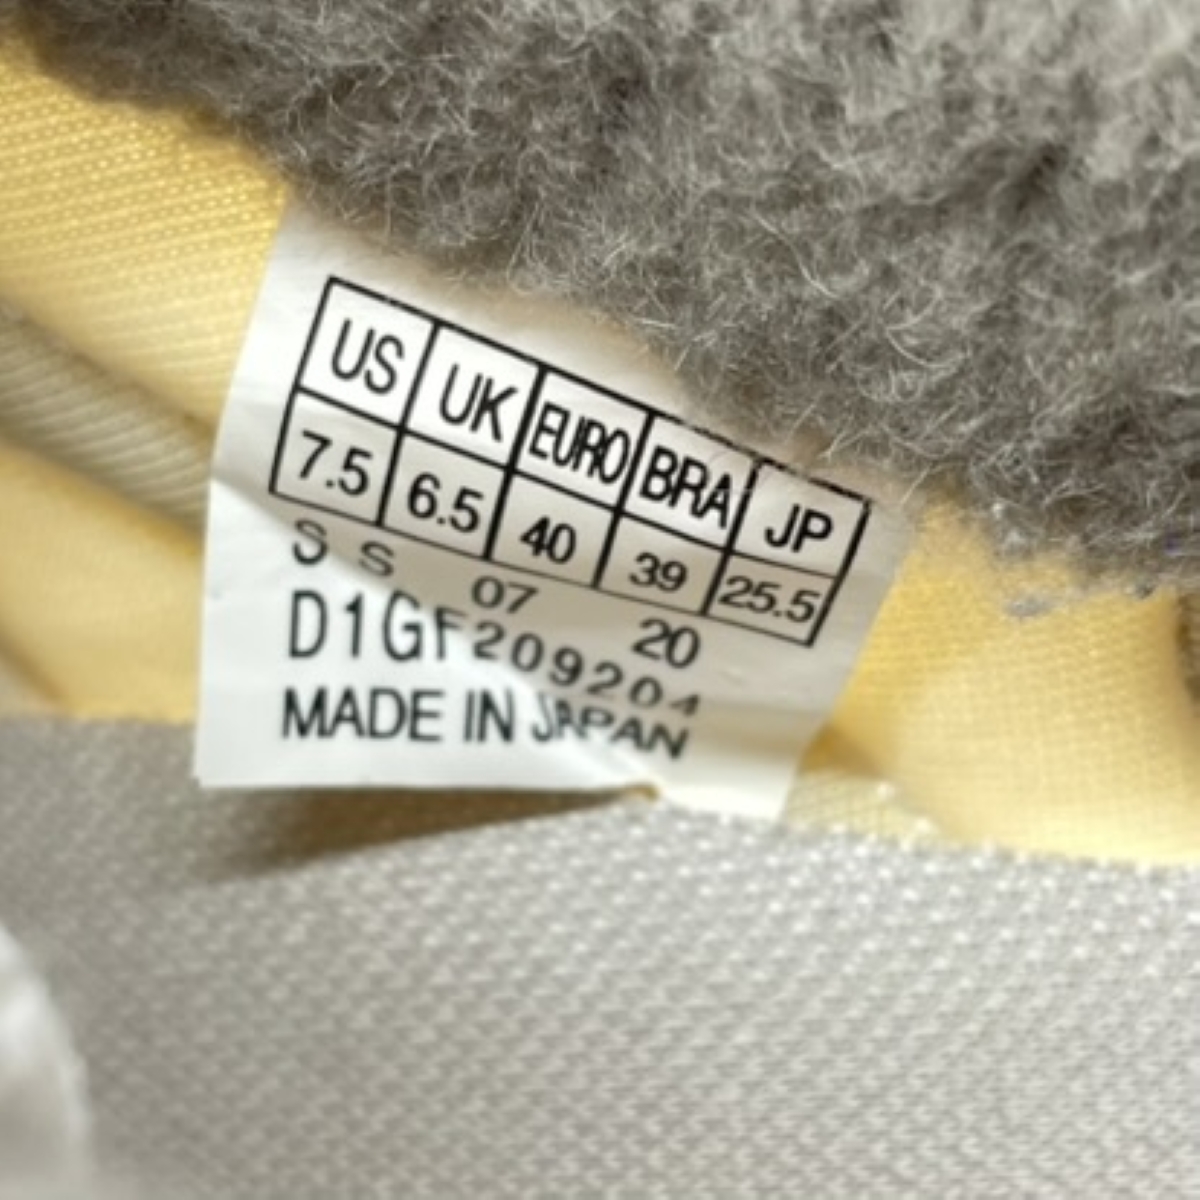 US UK EURO BRA JP
7.5 6.5 40 39 25.5
S S 07 20
D1GF209204
MADE IN JAPAN